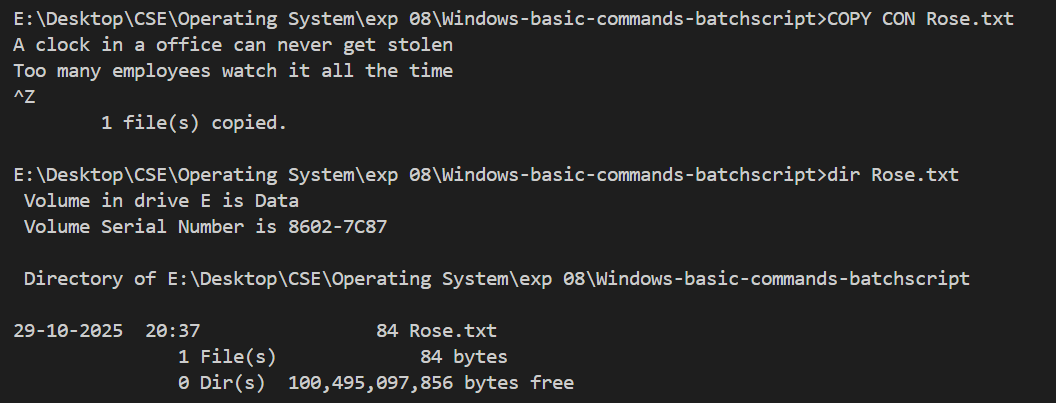 E:\Desktop\CSE\Operating System\exp 08\Windows-basic-commands-batchscript>COPY CON Rose.txt
A clock in a office can never get stolen
Too many employees watch it all the time
^Z
        1 file(s) copied.

E:\Desktop\CSE\Operating System\exp 08\Windows-basic-commands-batchscript>dir Rose.txt
 Volume in drive E is Data
 Volume Serial Number is 8602-7C87

 Directory of E:\Desktop\CSE\Operating System\exp 08\Windows-basic-commands-batchscript

29-10-2025  20:37                84 Rose.txt
               1 File(s)             84 bytes
               0 Dir(s)  100,495,097,856 bytes free